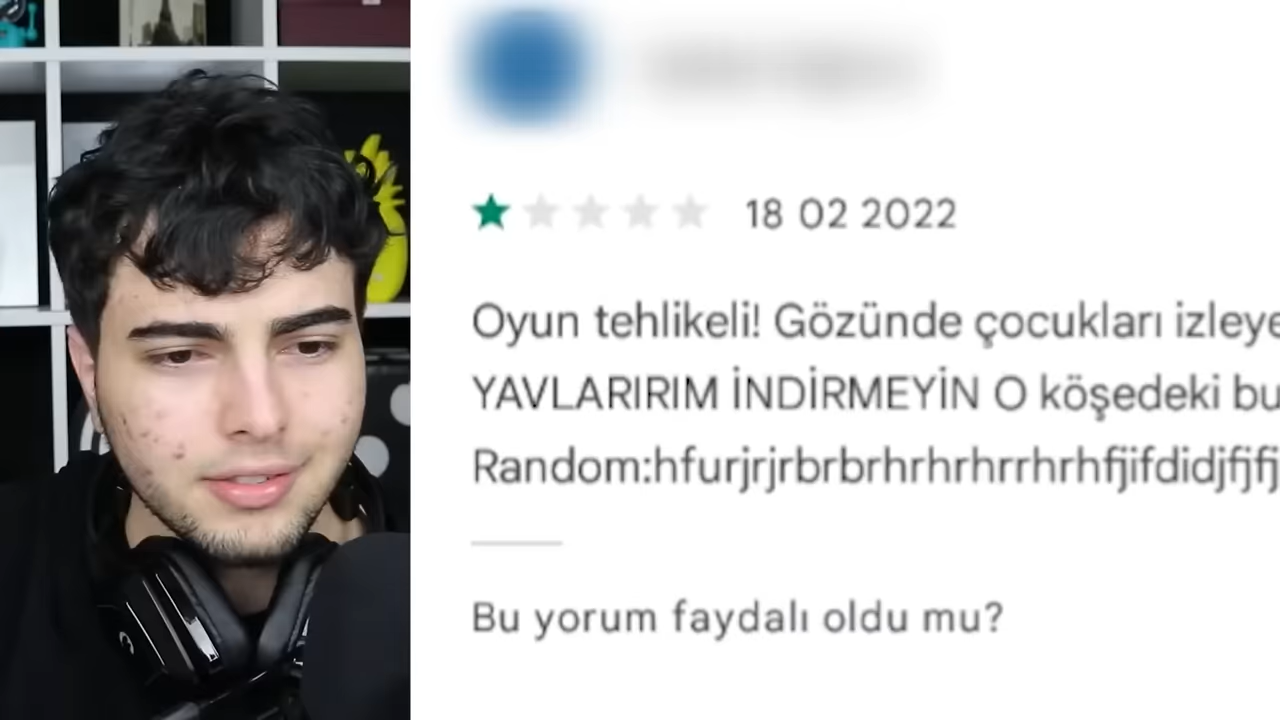 18 02 2022
Oyun tehlikeli! Gözünde çocukları izleye
YAVLARIRIM İNDİRMEYİN O köşedeki bu
Random:hfurjrjrbrbrhrhrhrrhrhfjifdidjfjfj
Bu yorum faydalı oldu mu?